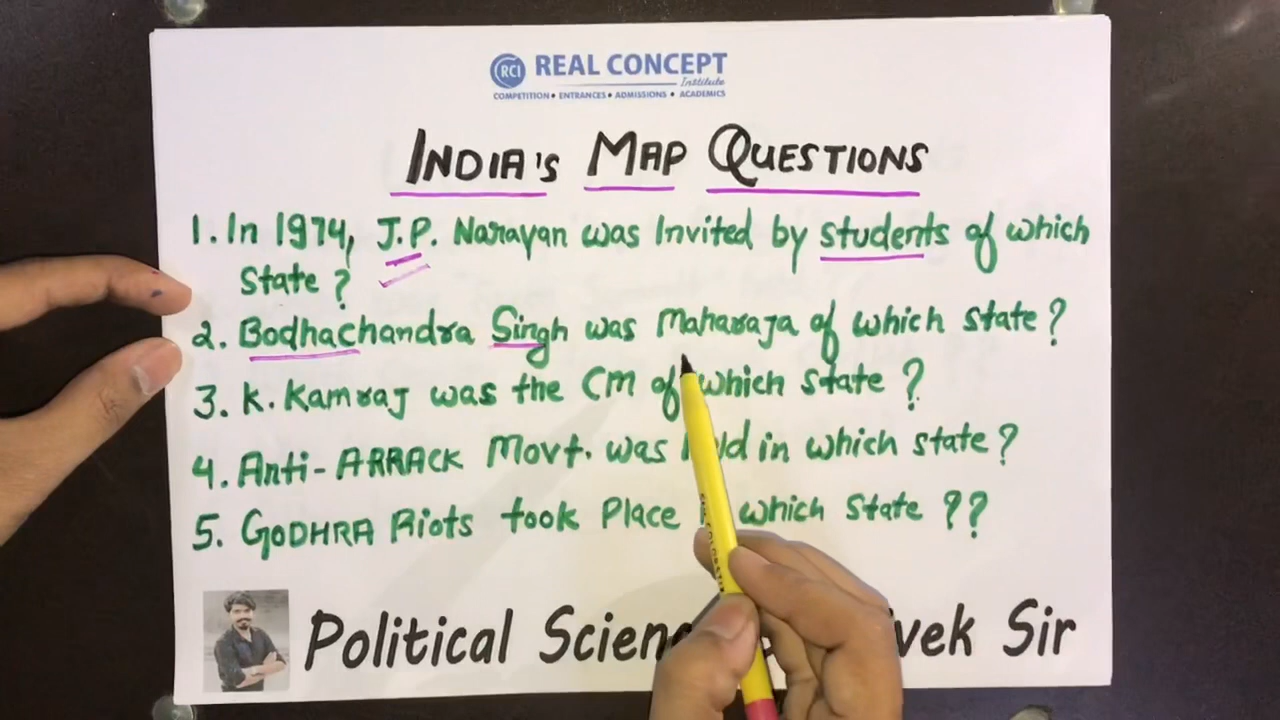 RCI REAL CONCEPT
Institute
COMPETITION • ENTRANCES • ADMISSIONS • ACADEMICS
INDIA'S MAP QUESTIONS
1. In 1974, J.P. Narayan was Invited by students of which
State ?
2. Bodhachandra Singh was Maharaja of which state ?
3. K. Kamraj was the CM of which state ?
4. Anti-ARRACK Movt. was in which state ?
5. GODHRA Riots took Place which State ??
Political Sir